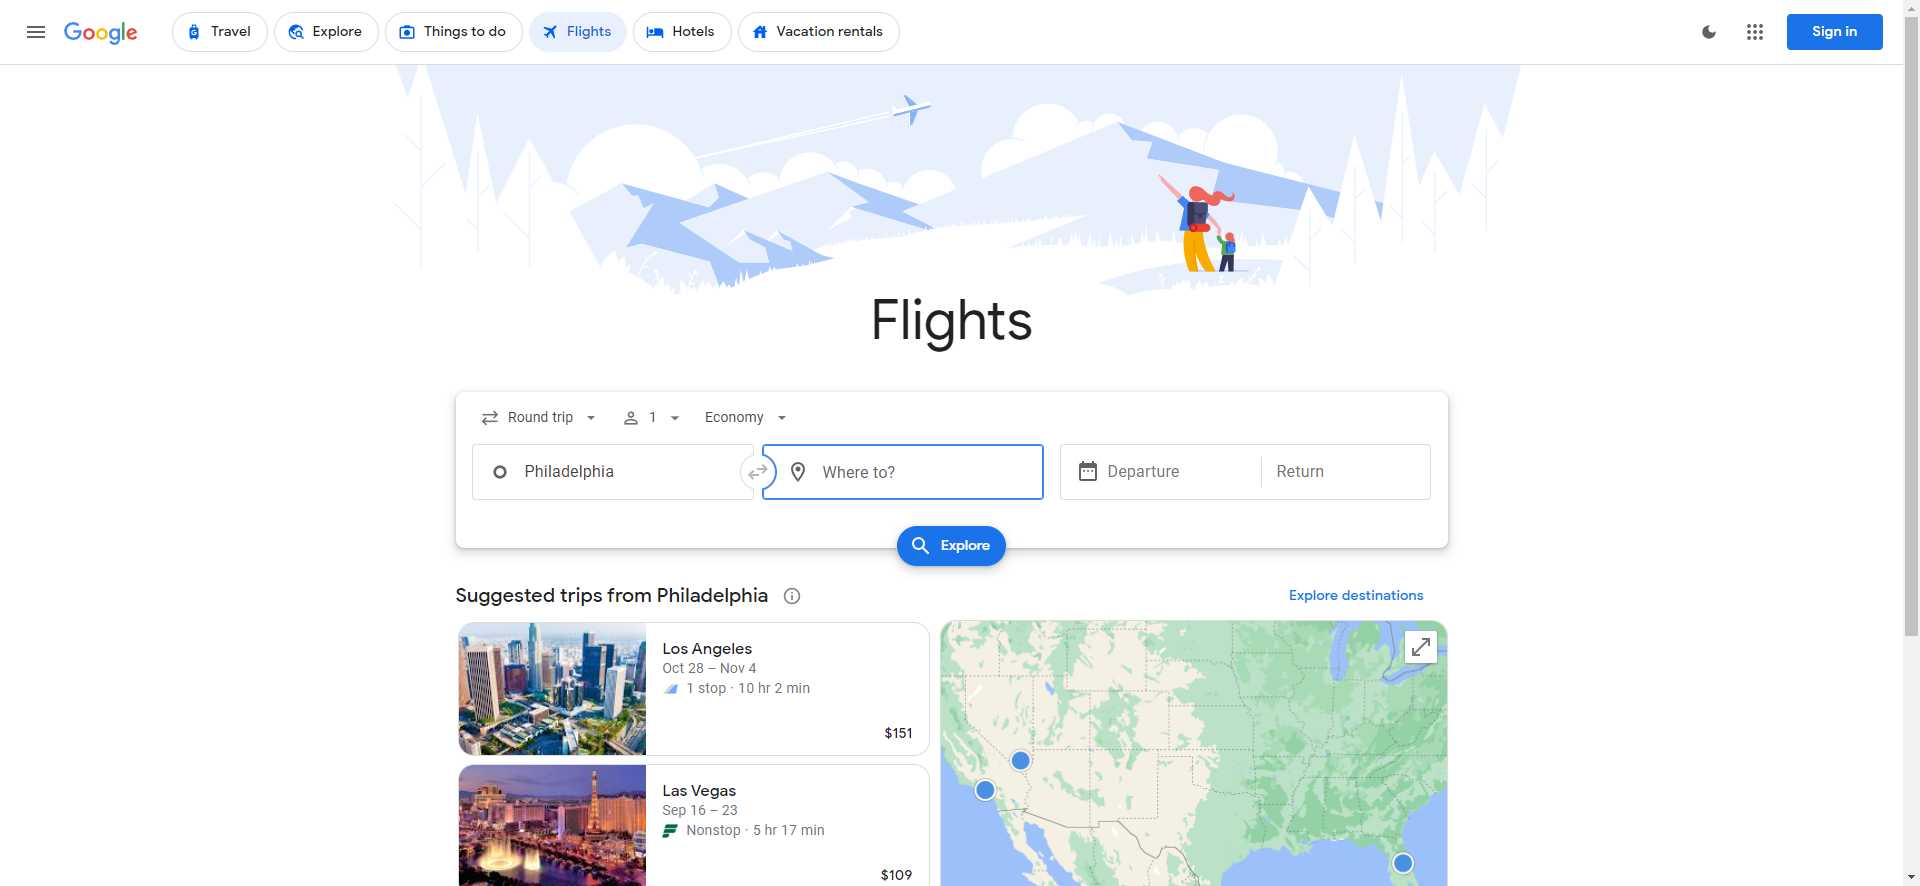 Google
Travel
Explore
Things to do
Flights
Hotels
Vacation rentals
Sign in
Flights
Round trip
1
Economy
Philadelphia
Where to?
Departure
Return
Explore
Suggested trips from Philadelphia
Explore destinations
Los Angeles
Oct 28 – Nov 4
1 stop · 10 hr 2 min
$151
Las Vegas
Sep 16 – 23
Nonstop · 5 hr 17 min
$109